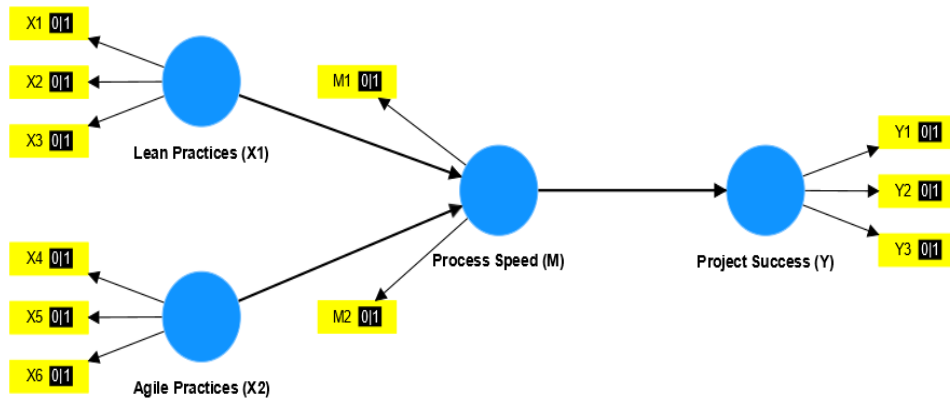 X1 0|1
X2 0|1
X3 0|1
Lean Practices (X1)
M1 0|1
Y1 0|1
Y2 0|1
Y3 0|1
Process Speed (M)
Project Success (Y)
X4 0|1
X5 0|1
X6 0|1
M2 0|1
Agile Practices (X2)